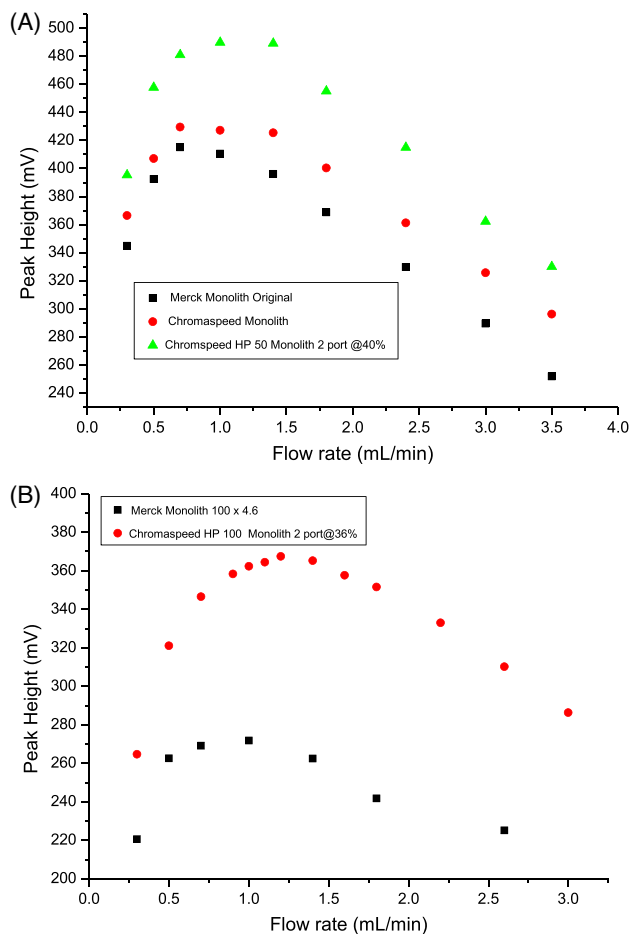 (A)
500
480
460
440
420
400
380
360
340
320
300
280
260
240
Peak Height (mV)
Merck Monolith Original
Chromaspeed Monolith
Chromspeed HP 50 Monolith 2 port @40%
0.0 0.5 1.0 1.5 2.0 2.5 3.0 3.5 4.0
Flow rate (mL/min)
(B)
400
380
360
340
320
300
280
260
240
220
200
Peak Height (mV)
Merck Monolith 100 x 4.6
Chromaspeed HP 100 Monolith 2 port@36%
0.0 0.5 1.0 1.5 2.0 2.5 3.0
Flow rate (mL/min)